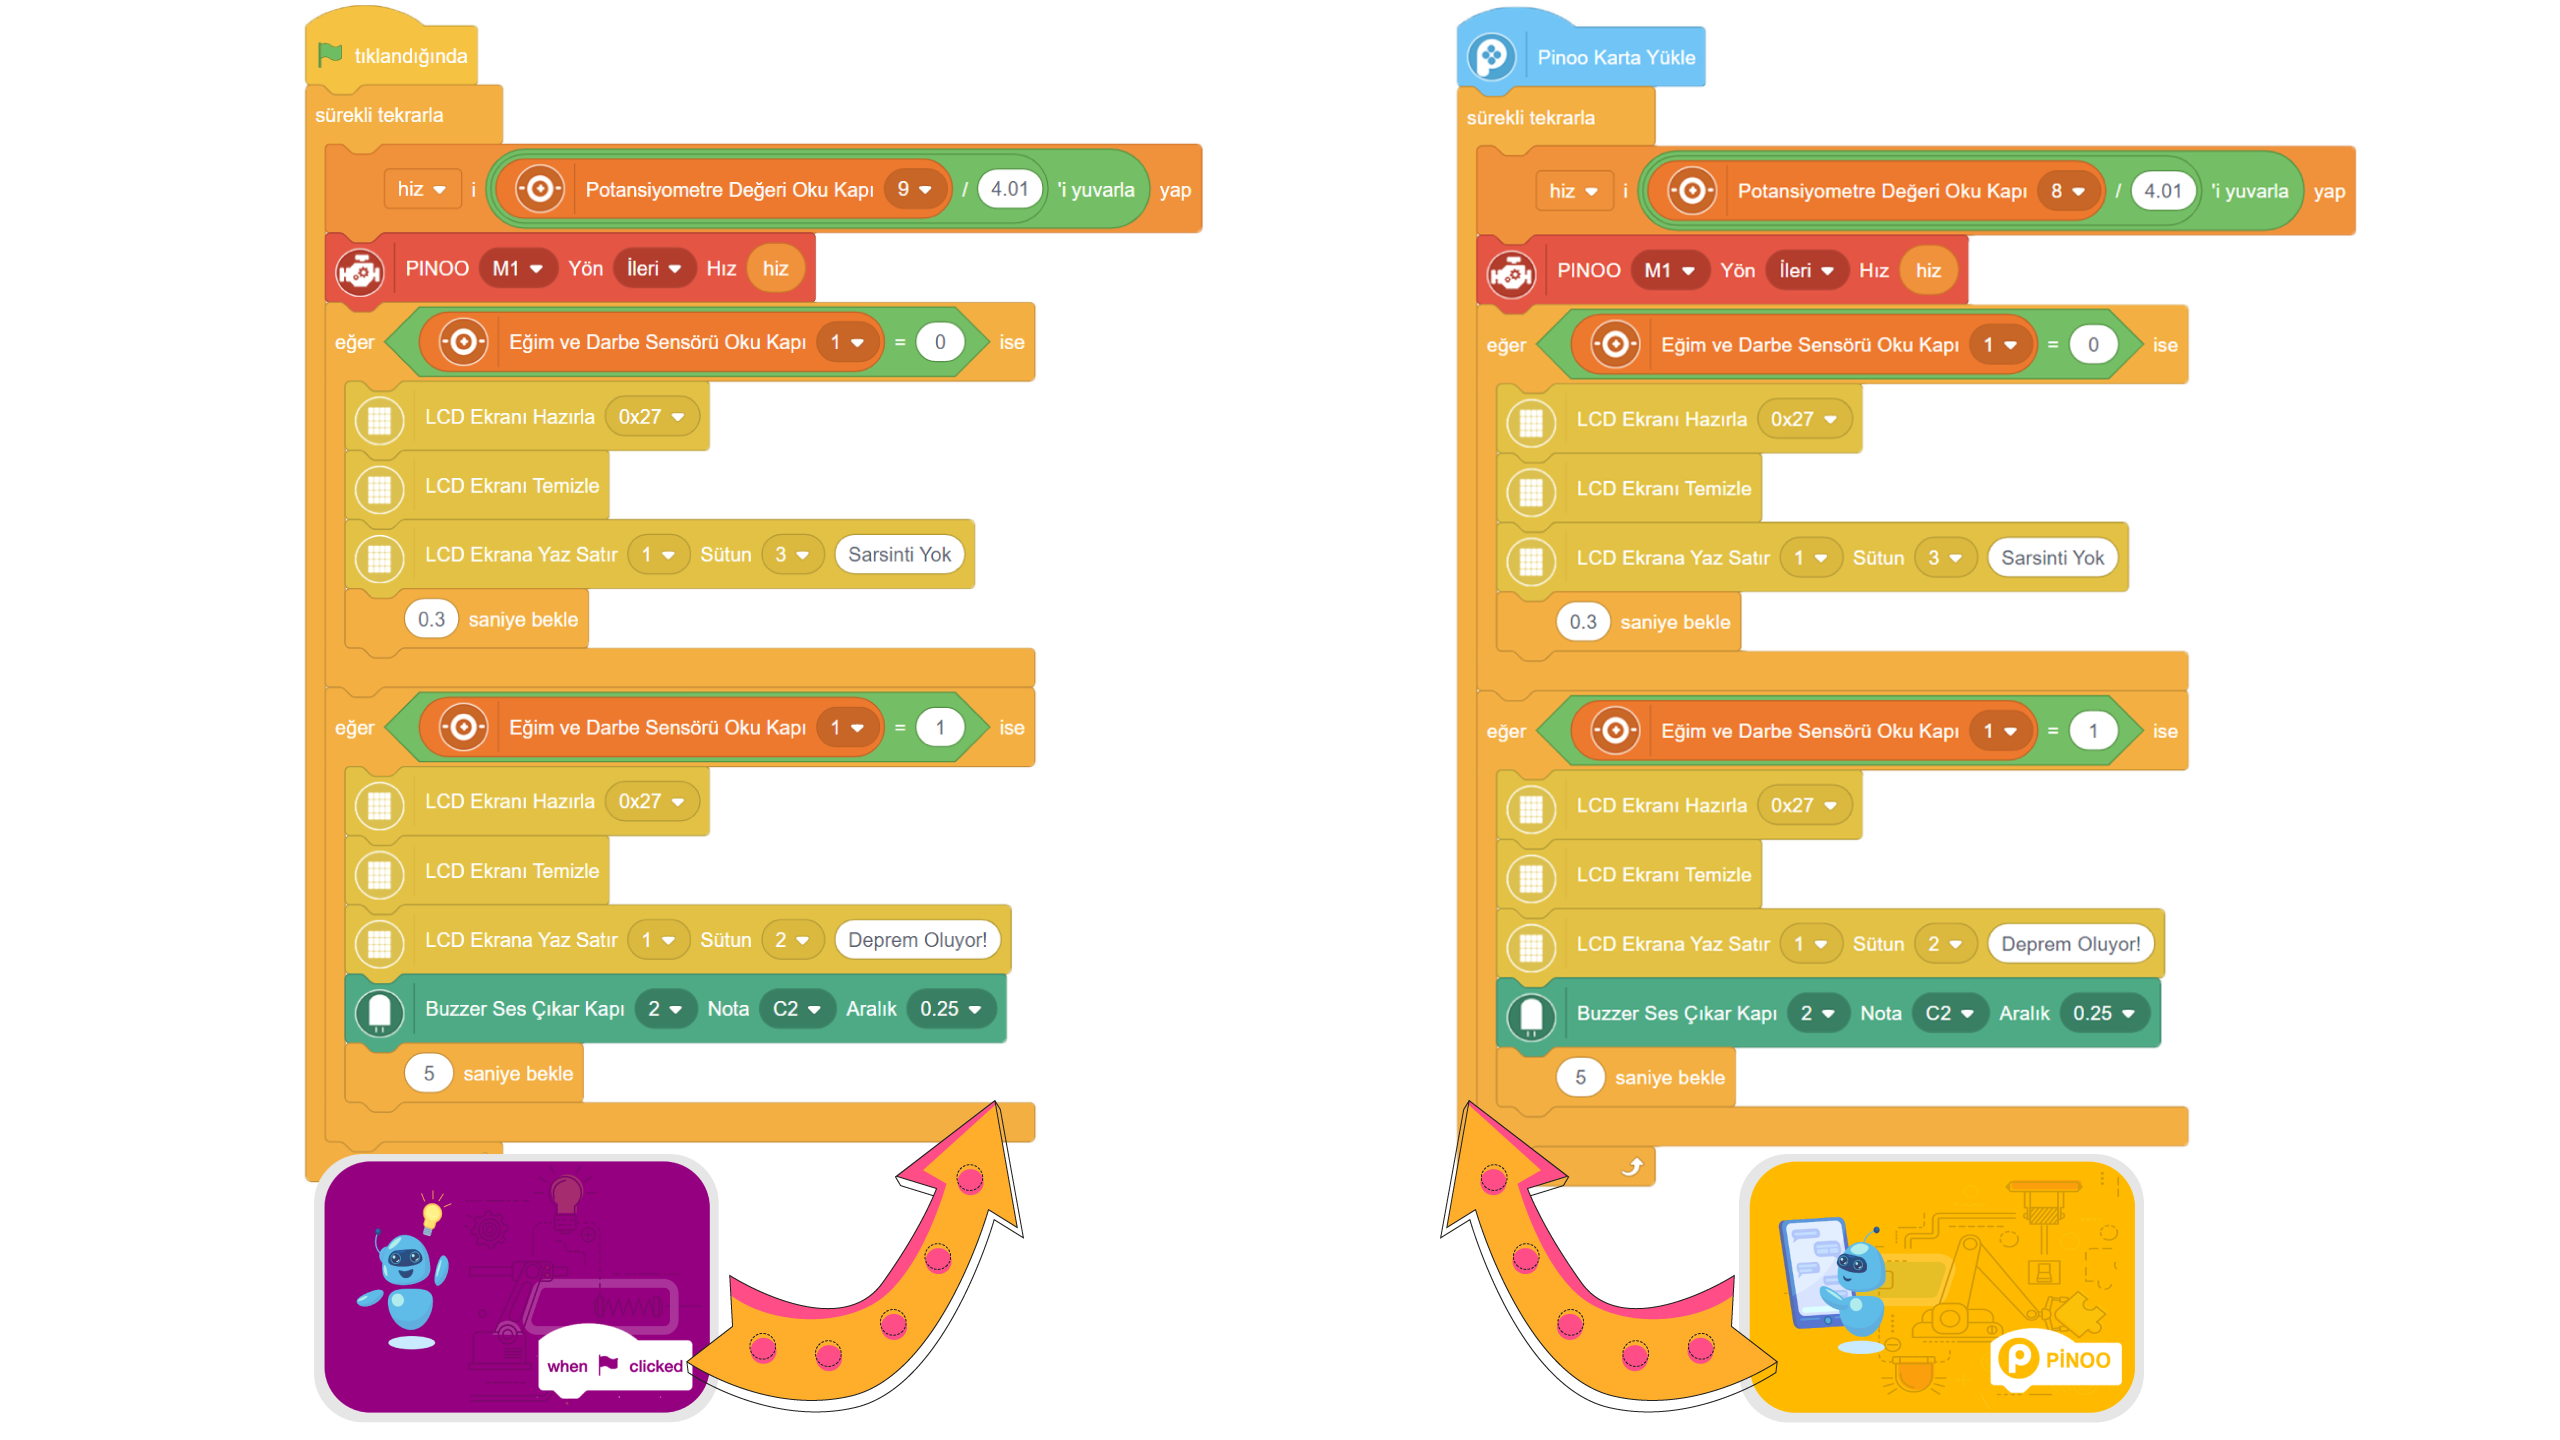 tıklandığında
sürekli tekrarla
hiz i Potansiyometre Değeri Oku Kapı 9 / 4.01 'i yuvarla yap
PINOO M1 Yön İleri Hız hiz
eğer Eğim ve Darbe Sensörü Oku Kapı 1 = 0 ise
LCD Ekranı Hazırla 0x27
LCD Ekranı Temizle
LCD Ekrana Yaz Satır 1 Sütun 3 Sarsinti Yok
0.3 saniye bekle
eğer Eğim ve Darbe Sensörü Oku Kapı 1 = 1 ise
LCD Ekranı Hazırla 0x27
LCD Ekranı Temizle
LCD Ekrana Yaz Satır 1 Sütun 2 Deprem Oluyor!
Buzzer Ses Çıkar Kapı 2 Nota C2 Aralık 0.25
5 saniye bekle
when clicked
Pinoo Karta Yükle
sürekli tekrarla
hiz i Potansiyometre Değeri Oku Kapı 8 / 4.01 'i yuvarla yap
PINOO M1 Yön İleri Hız hiz
eğer Eğim ve Darbe Sensörü Oku Kapı 1 = 0 ise
LCD Ekranı Hazırla 0x27
LCD Ekranı Temizle
LCD Ekrana Yaz Satır 1 Sütun 3 Sarsinti Yok
0.3 saniye bekle
eğer Eğim ve Darbe Sensörü Oku Kapı 1 = 1 ise
LCD Ekranı Hazırla 0x27
LCD Ekranı Temizle
LCD Ekrana Yaz Satır 1 Sütun 2 Deprem Oluyor!
Buzzer Ses Çıkar Kapı 2 Nota C2 Aralık 0.25
5 saniye bekle
PİNOO